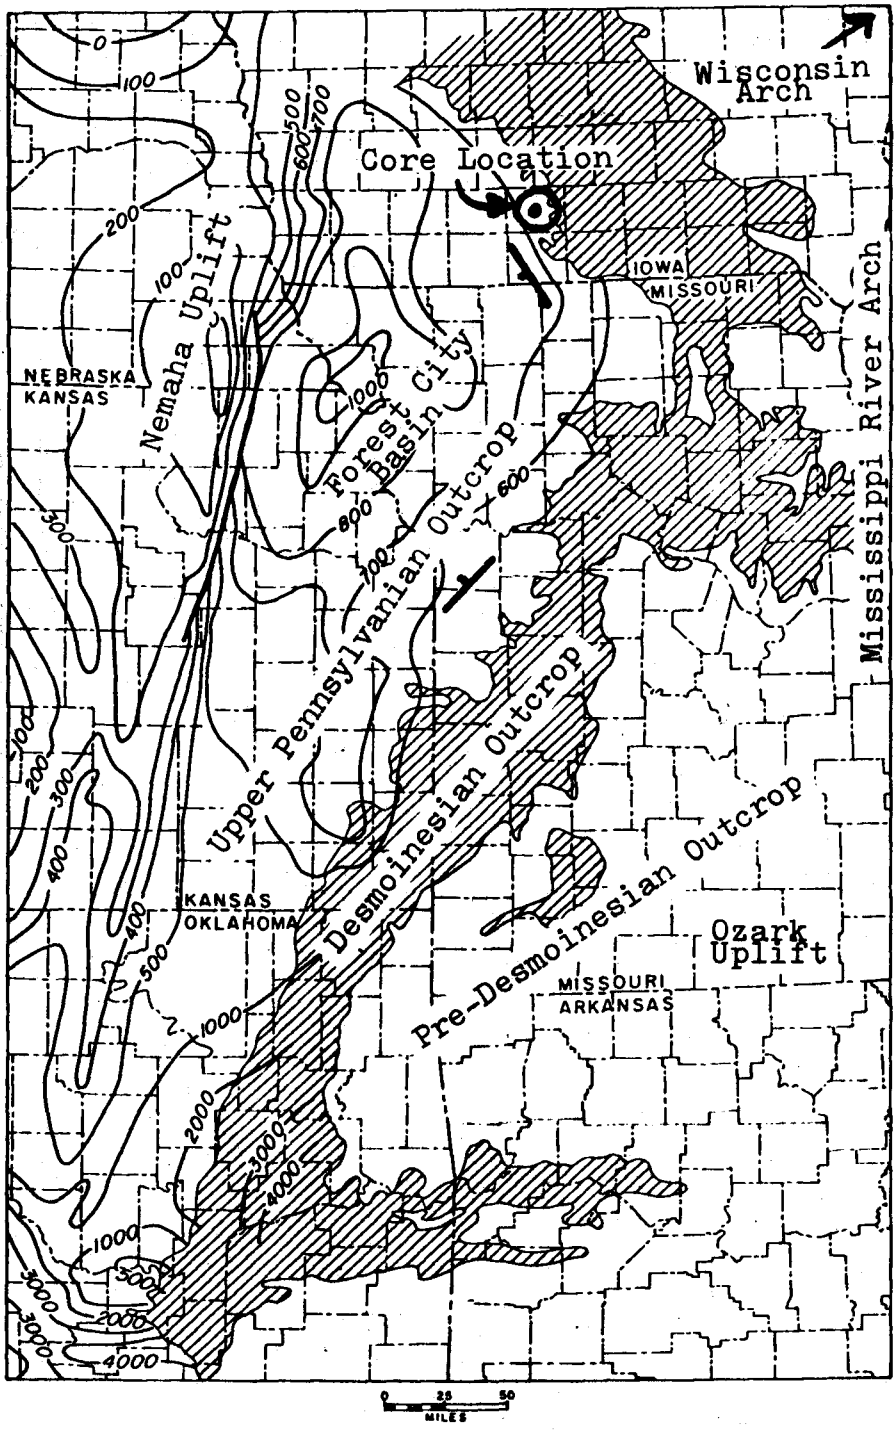 0
100
Wisconsin
Arch
500
600
700
Core Location
200
100
Nemaha Uplift
IOWA
MISSOURI
Mississippi River Arch
NEBRASKA
KANSAS
1000
Forest City
Basin
800
600
700
Upper Pennsylvanian Outcrop
300
100
200
300
400
Desmoinesian Outcrop
Pre-Desmoinesian Outcrop
KANSAS
OKLAHOMA
400
500
Ozark
Uplift
MISSOURI
ARKANSAS
1000
2000
3000
4000
1000
500
3000
2000
3000
4000
0 25 50
MILES